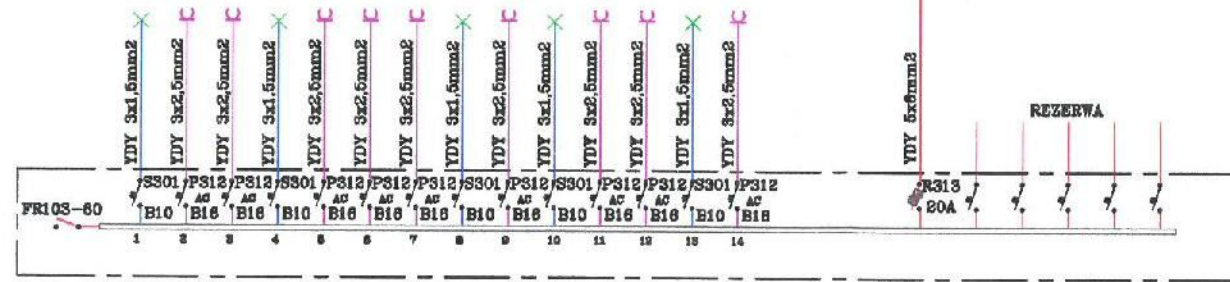 YDY 3x1,5mm2
YDY 3x2,5mm2
YDY 3x2,5mm2
YDY 3x1,5mm2
YDY 3x2,5mm2
YDY 3x2,5mm2
YDY 3x2,5mm2
YDY 3x1,5mm2
YDY 3x2,5mm2
YDY 3x1,5mm2
YDY 3x2,5mm2
YDY 3x2,5mm2
YDY 3x1,5mm2
YDY 3x2,5mm2
YDY 5x6mm2
REZERWA
S301 P312 P312 S301 P312 P312 P312 S301 P312 S301 P312 P312 S301 P312 R313
AC AC AC AC AC AC AC AC AC
FR103-60 B10 B16 B16 B10 B16 B16 B16 B10 B16 B10 B16 B16 B10 B16 20A
1 2 3 4 5 6 7 8 9 10 11 12 13 14